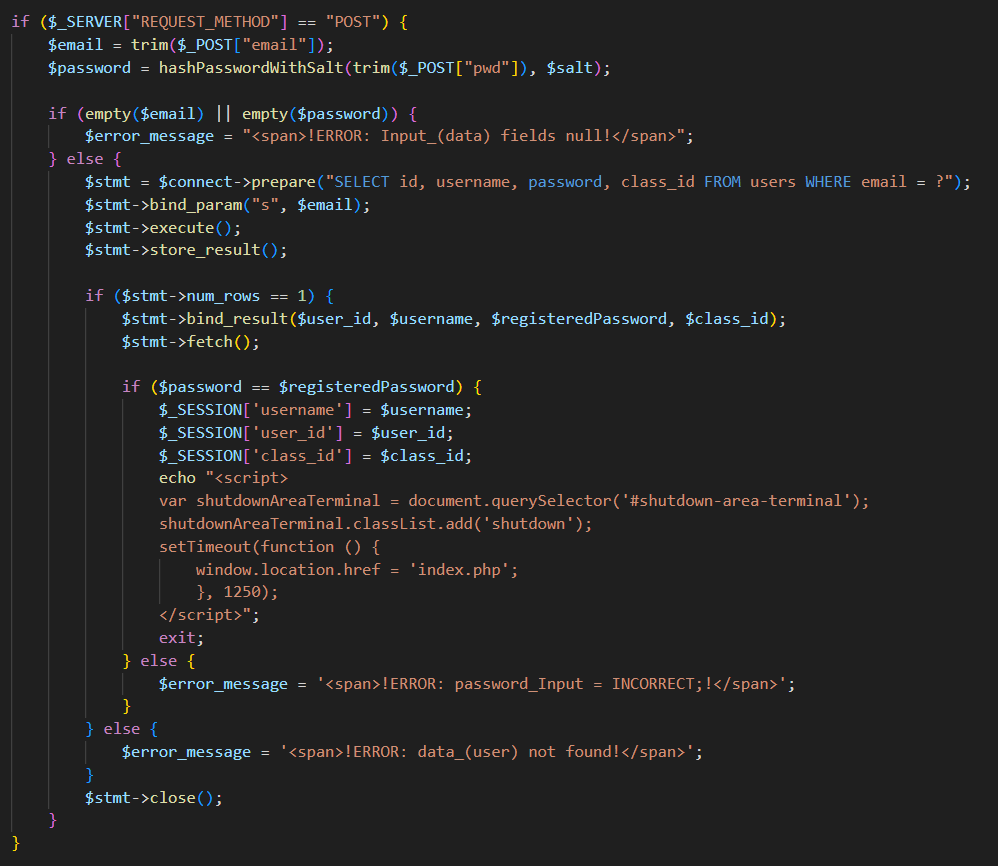 if ($_SERVER["REQUEST_METHOD"] == "POST") {
    $email = trim($_POST["email"]);
    $password = hashPasswordWithSalt(trim($_POST["pwd"]), $salt);

    if (empty($email) || empty($password)) {
        $error_message = "<span>!ERROR: Input_(data) fields null!</span>";
    } else {
        $stmt = $connect->prepare("SELECT id, username, password, class_id FROM users WHERE email = ?");
        $stmt->bind_param("s", $email);
        $stmt->execute();
        $stmt->store_result();

        if ($stmt->num_rows == 1) {
            $stmt->bind_result($user_id, $username, $registeredPassword, $class_id);
            $stmt->fetch();

            if ($password == $registeredPassword) {
                $_SESSION['username'] = $username;
                $_SESSION['user_id'] = $user_id;
                $_SESSION['class_id'] = $class_id;
                echo "<script>
                var shutdownAreaTerminal = document.querySelector('#shutdown-area-terminal');
                shutdownAreaTerminal.classList.add('shutdown');
                setTimeout(function () {
                    window.location.href = 'index.php';
                    }, 1250);
                </script>";
                exit;
            } else {
                $error_message = '<span>!ERROR: password_Input = INCORRECT;!</span>';
            }
        } else {
            $error_message = '<span>!ERROR: data_(user) not found!</span>';
        }
        $stmt->close();
    }
}